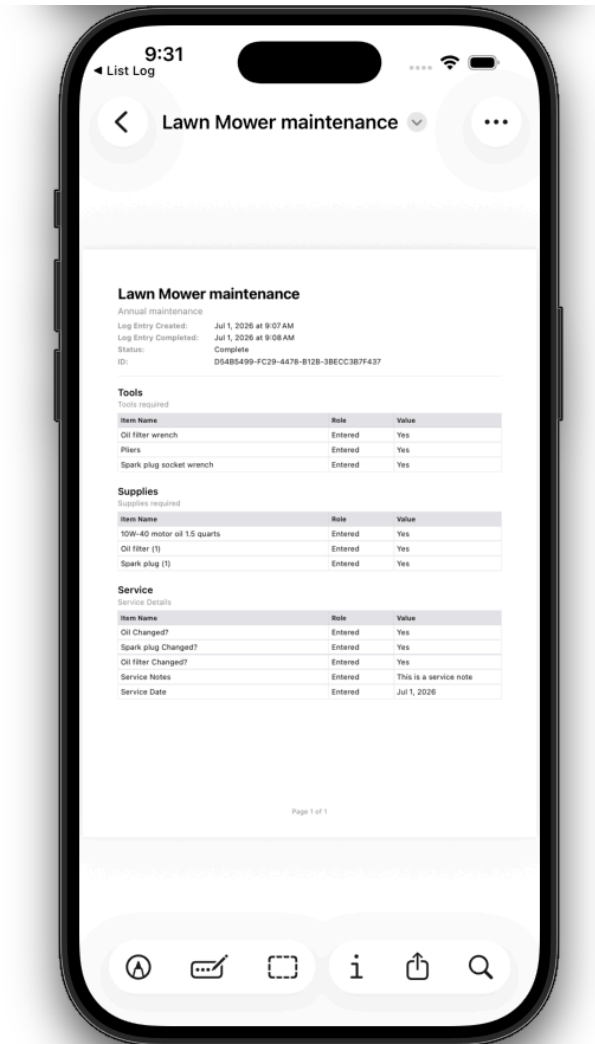 9:31
◀ List Log
Lawn Mower maintenance
Lawn Mower maintenance
Annual maintenance
Log Entry Created: Jul 1, 2026 at 9:07 AM
Log Entry Completed: Jul 1, 2026 at 9:08 AM
Status: Complete
ID: D54B5499-FC29-4478-B12B-3BECC3B7F437
Tools
Tools required
Item Name Role Value
Oil filter wrench Entered Yes
Pliers Entered Yes
Spark plug socket wrench Entered Yes
Supplies
Supplies required
Item Name Role Value
10W-40 motor oil 1.5 quarts Entered Yes
Oil filter (1) Entered Yes
Spark plug (1) Entered Yes
Service
Service Details
Item Name Role Value
Oil Changed? Entered Yes
Spark plug Changed? Entered Yes
Oil filter Changed? Entered Yes
Service Notes Entered This is a service note
Service Date Entered Jul 1, 2026
Page 1 of 1